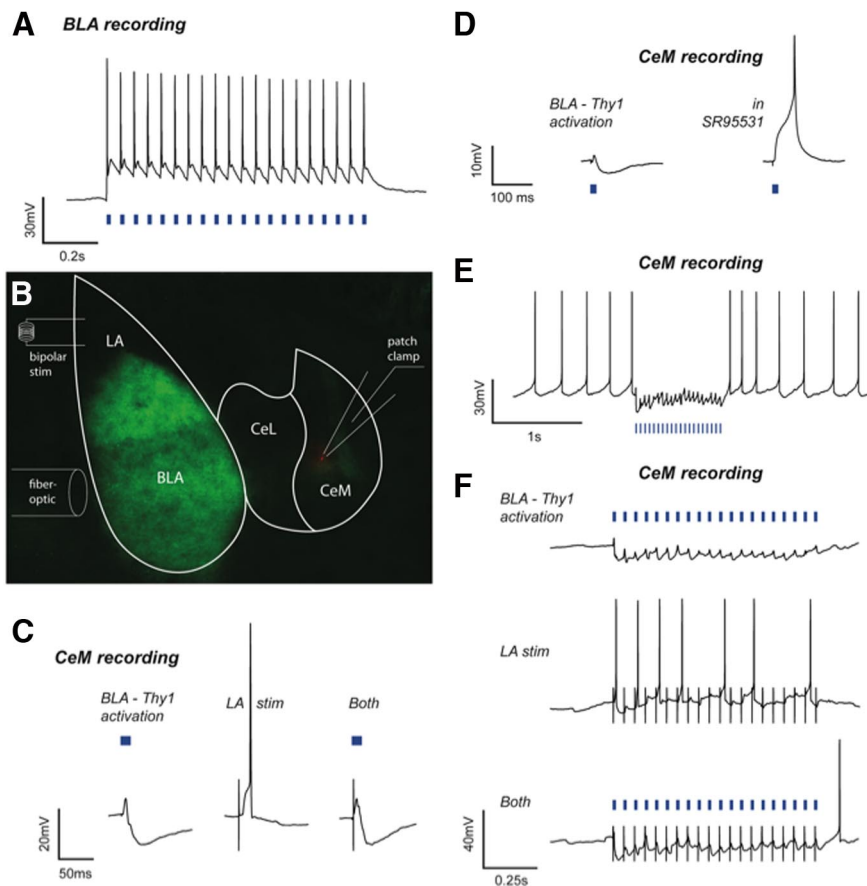 A
BLA recording
30mV
0.2s
B
LA
bipolar
stim
patch
clamp
CeL
BLA
CeM
fiber-
optic
C
CeM recording
BLA - Thy1
activation
LA stim
Both
20mV
50ms
D
CeM recording
BLA - Thy1
activation
in
SR95531
10mV
100 ms
E
CeM recording
30mV
1s
F
CeM recording
BLA - Thy1
activation
LA stim
Both
40mV
0.25s